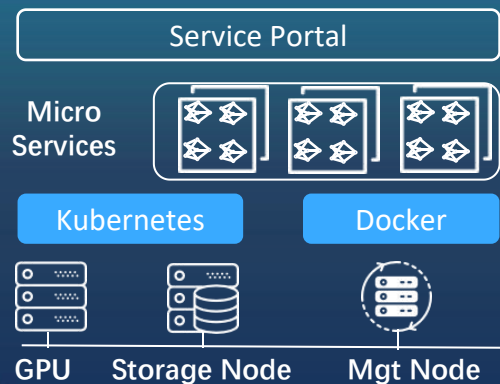 Service Portal
Micro
Services
Kubernetes
Docker
GPU
Storage Node
Mgt Node